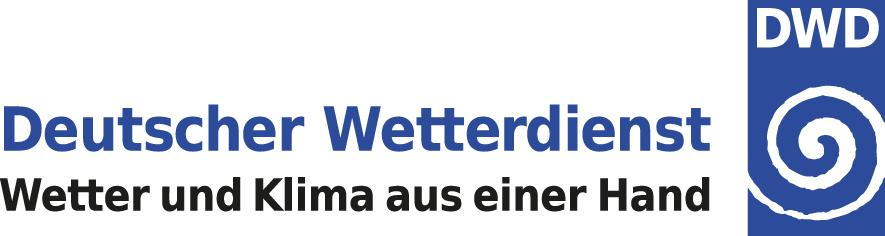 DWD
Deutscher Wetterdienst
Wetter und Klima aus einer Hand